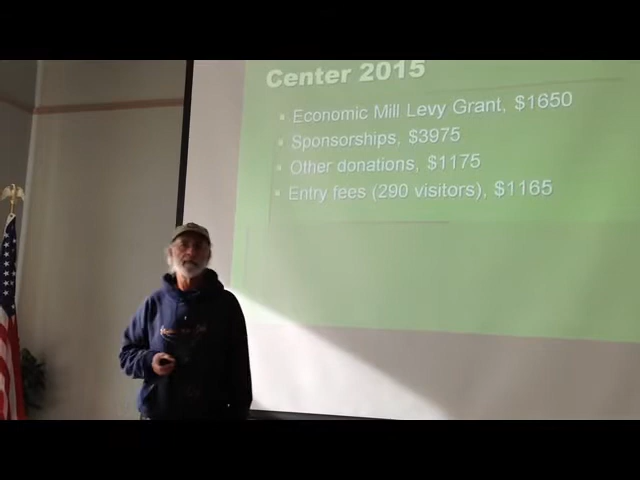 Center 2015
Economic Mill Levy Grant, $1650
Sponsorships, $3975
Other donations, $1175
Entry fees (290 visitors), $1165